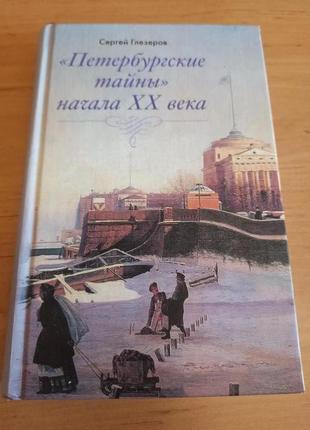 Сергей Глезеров
«Петербургские
тайны»
начала XX века